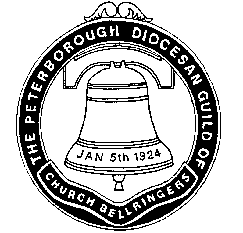 THE PETERBOROUGH DIOCESAN GUILD OF
CHURCH BELLRINGERS
JAN 5th 1924